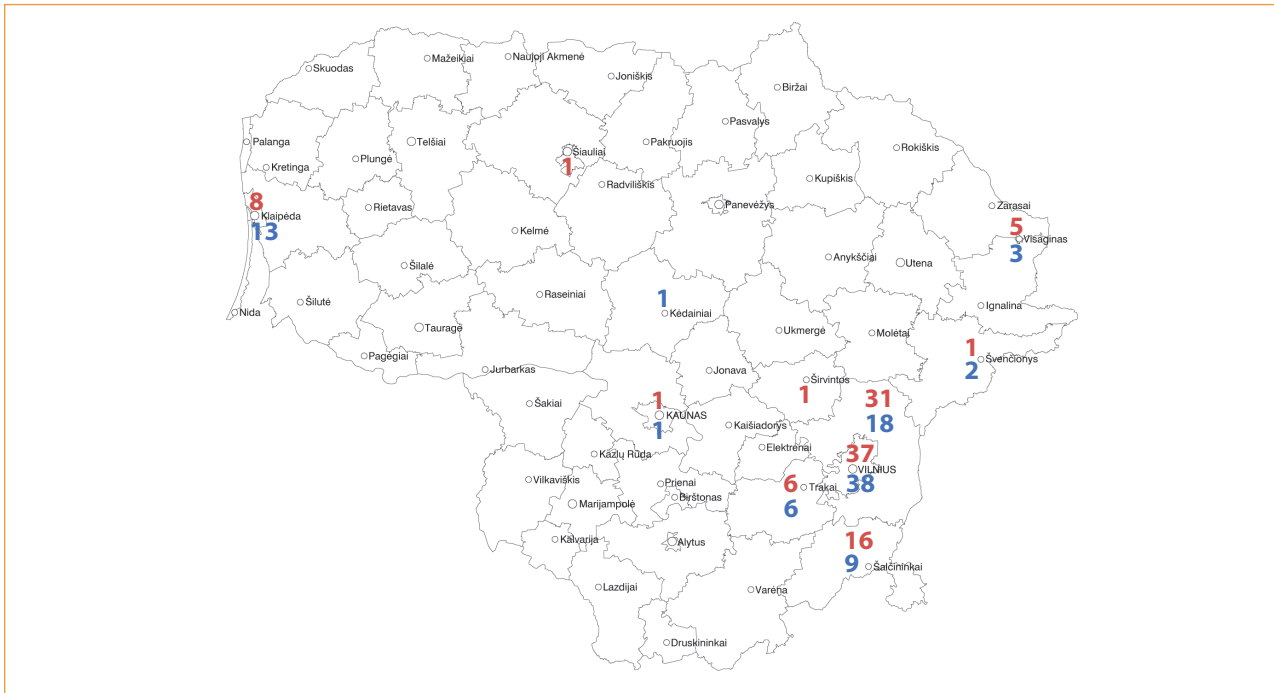 Skuodas
Mažeikiai
Naujoji Akmenė
Joniškis
Biržai
Pasvalys
Palanga
Kretinga
Plungė
Telšiai
Šiauliai
1
Pakruojis
Rokiškis
Radviliškis
Kupiškis
8
Klaipėda
13
Rietavas
Panevėžys
Zarasai
5
Visaginas
3
Kelmė
Šilalė
Anykščiai
Utena
Raseiniai
Šilutė
Nida
1
Kėdainiai
Ignalina
Tauragė
Ukmergė
Molėtai
Pagėgiai
Jurbarkas
Jonava
1
Švenčionys
2
Širvintos
1
31
18
Šakiai
1
KAUNAS
1
Kaišiadorys
Elektrėnai
Kazlų Rūda
37
VILNIUS
38
Vilkaviškis
Prienai
Birštonas
6
Trakai
6
Marijampolė
Kalvarija
Alytus
16
9
Šalčininkai
Lazdijai
Varėna
Druskininkai